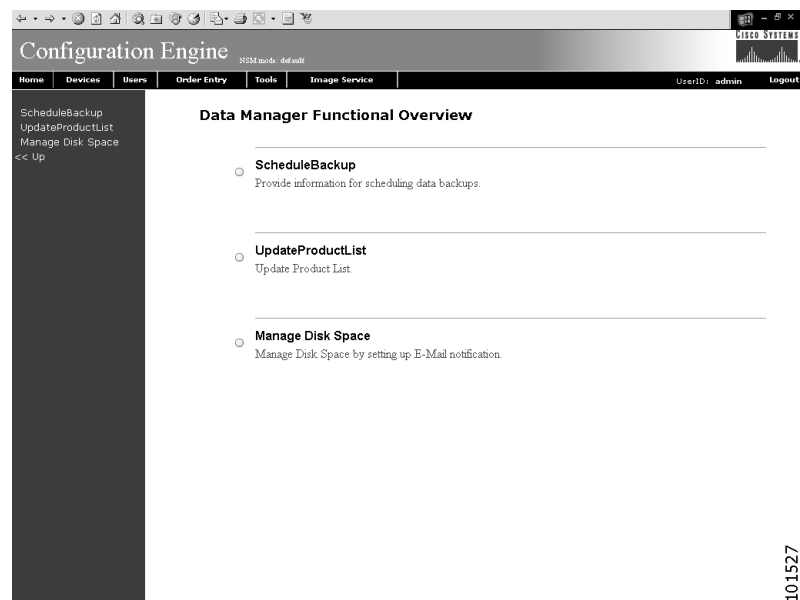 CISCO SYSTEMS
Configuration Engine NSM mode: default
Home Devices Users Order Entry Tools Image Service UserID: admin Logout
ScheduleBackup
UpdateProductList
Manage Disk Space
<< Up
Data Manager Functional Overview
ScheduleBackup
Provide information for scheduling data backups.
UpdateProductList
Update Product List.
Manage Disk Space
Manage Disk Space by setting up E-Mail notification.
101527